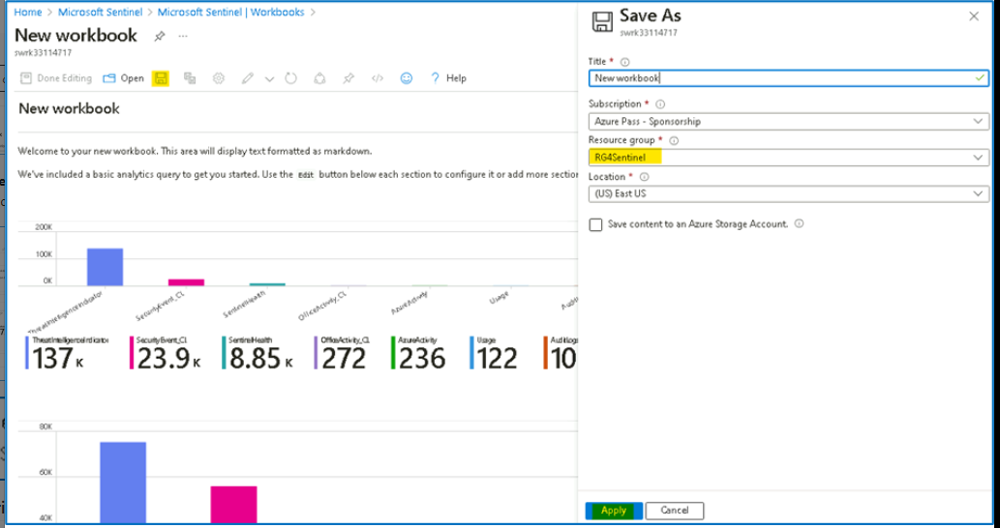 Home > Microsoft Sentinel > Microsoft Sentinel | Workbooks >
New workbook
swrk33114717
Done Editing Open Help
New workbook
Welcome to your new workbook. This area will display text formatted as markdown.
We've included a basic analytics query to get you started. Use the Edit button below each section to configure it or add more section
200K
100K
0K
ThreatIntelligenceIndicator
SecurityEvent_CL
SentinelHealth
OfficeActivity_CL
AzureActivity
Usage
Audit
ThreatIntelligenceIndicator SecurityEvent_CL SentinelHealth OfficeActivity_CL AzureActivity Usage AuditLogs
137 K 23.9 K 8.85 K 272 236 122 10
80K
60K
40K
Save As
swrk33114717
Title *
New workbook
Subscription *
Azure Pass - Sponsorship
Resource group *
RG4Sentinel
Location *
(US) East US
Save content to an Azure Storage Account.
Apply Cancel